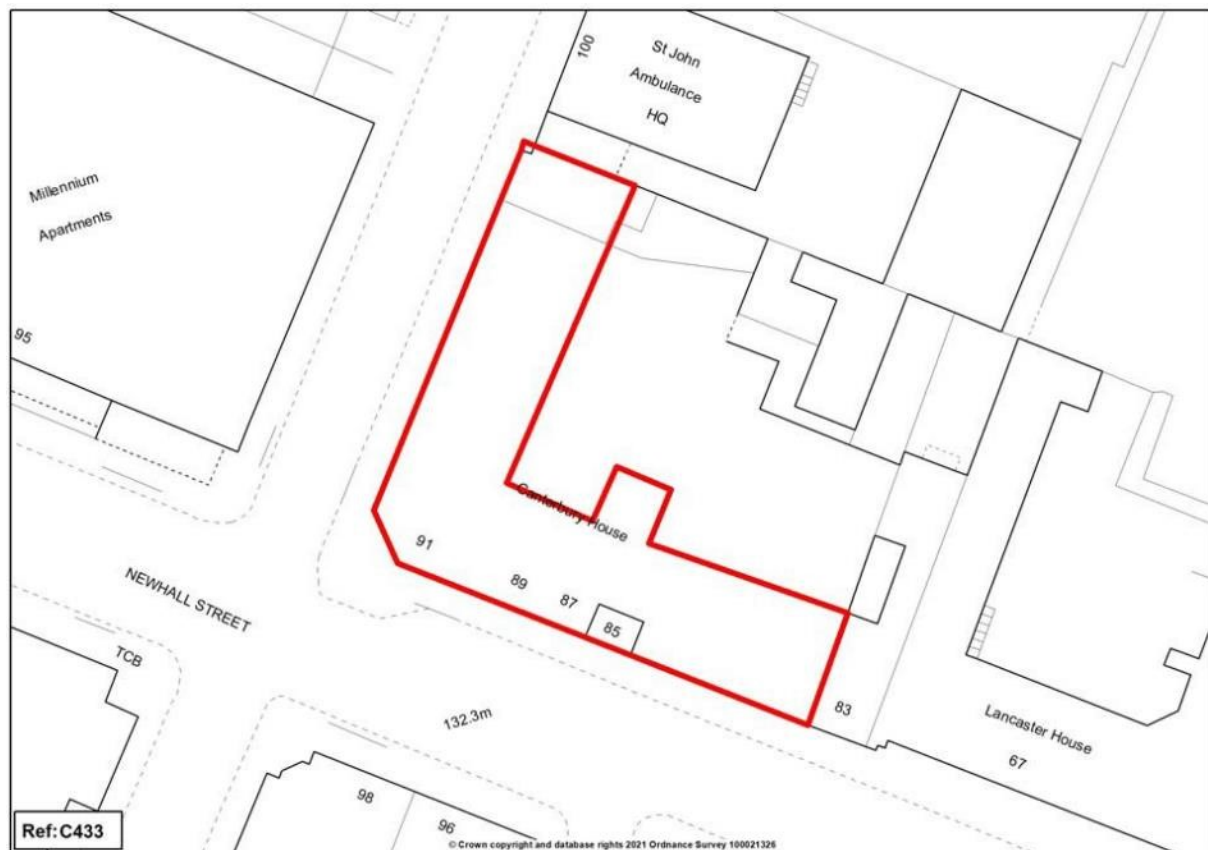 100
St John
Ambulance
HQ
Millennium
Apartments
95
Canterbury House
91
89
87
85
NEWHALL STREET
TCB
132.3m
83
Lancaster House
67
98
96
Ref:C433
© Crown copyright and database rights 2021 Ordnance Survey 100021326